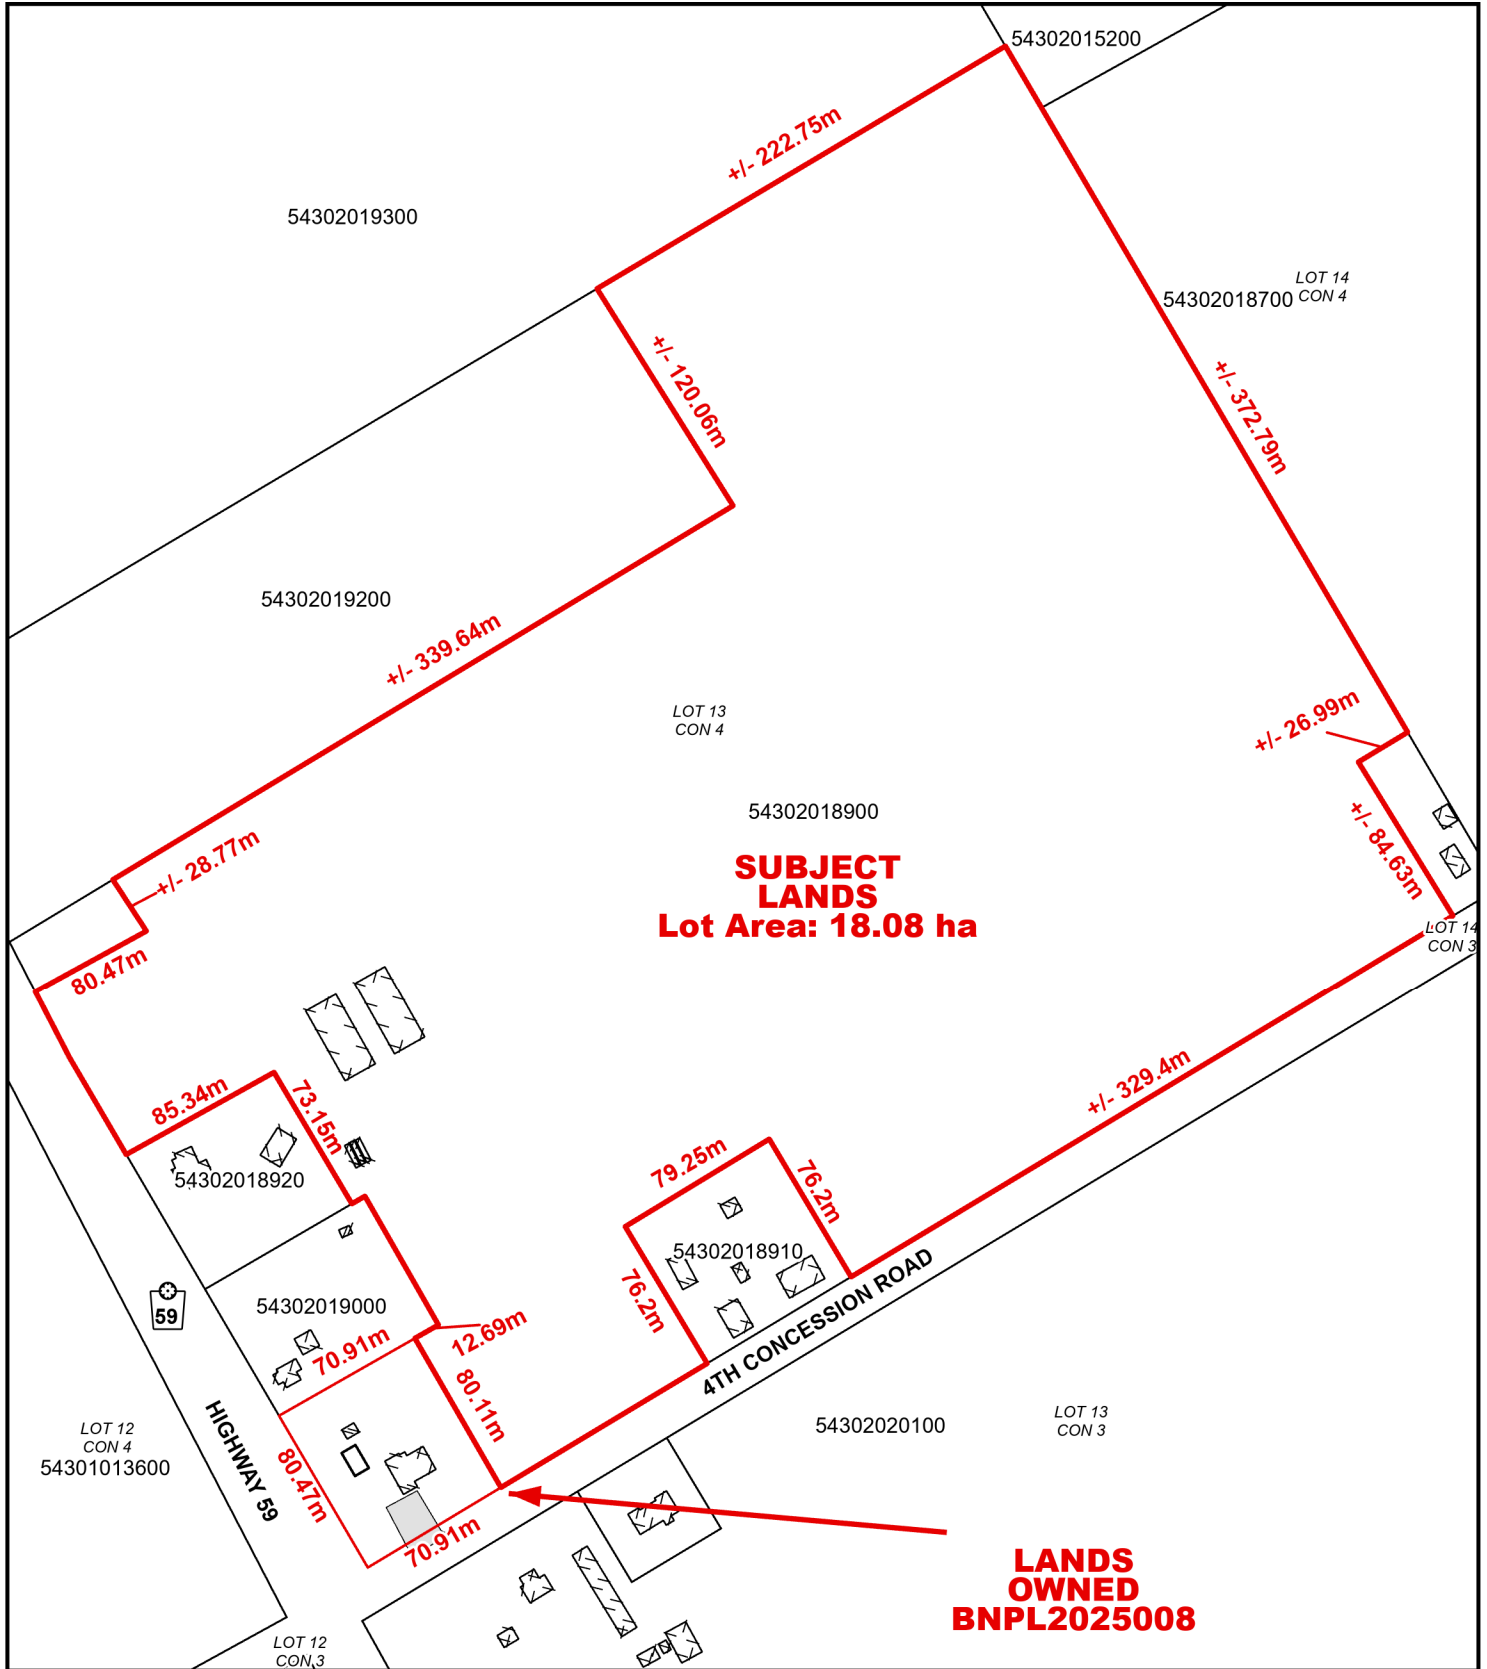 54302015200
+/- 222.75m
54302019300
LOT 14
CON 4
54302018700
+/- 120.06m
+/- 372.79m
54302019200
+/- 339.64m
LOT 13
CON 4
+/- 26.99m
54302018900
+/- 28.77m
+/- 84.63m
SUBJECT
LANDS
Lot Area: 18.08 ha
LOT 14
CON 3
80.47m
85.34m
73.15m
+/- 329.4m
79.25m
76.2m
54302018920
54302018910
76.2m
59
54302019000
70.91m
12.69m
4TH CONCESSION ROAD
80.11m
LOT 12
CON 4
54301013600
HIGHWAY 59
80.47m
54302020100
LOT 13
CON 3
70.91m
LANDS
OWNED
BNPL2025008
LOT 12
CON 3